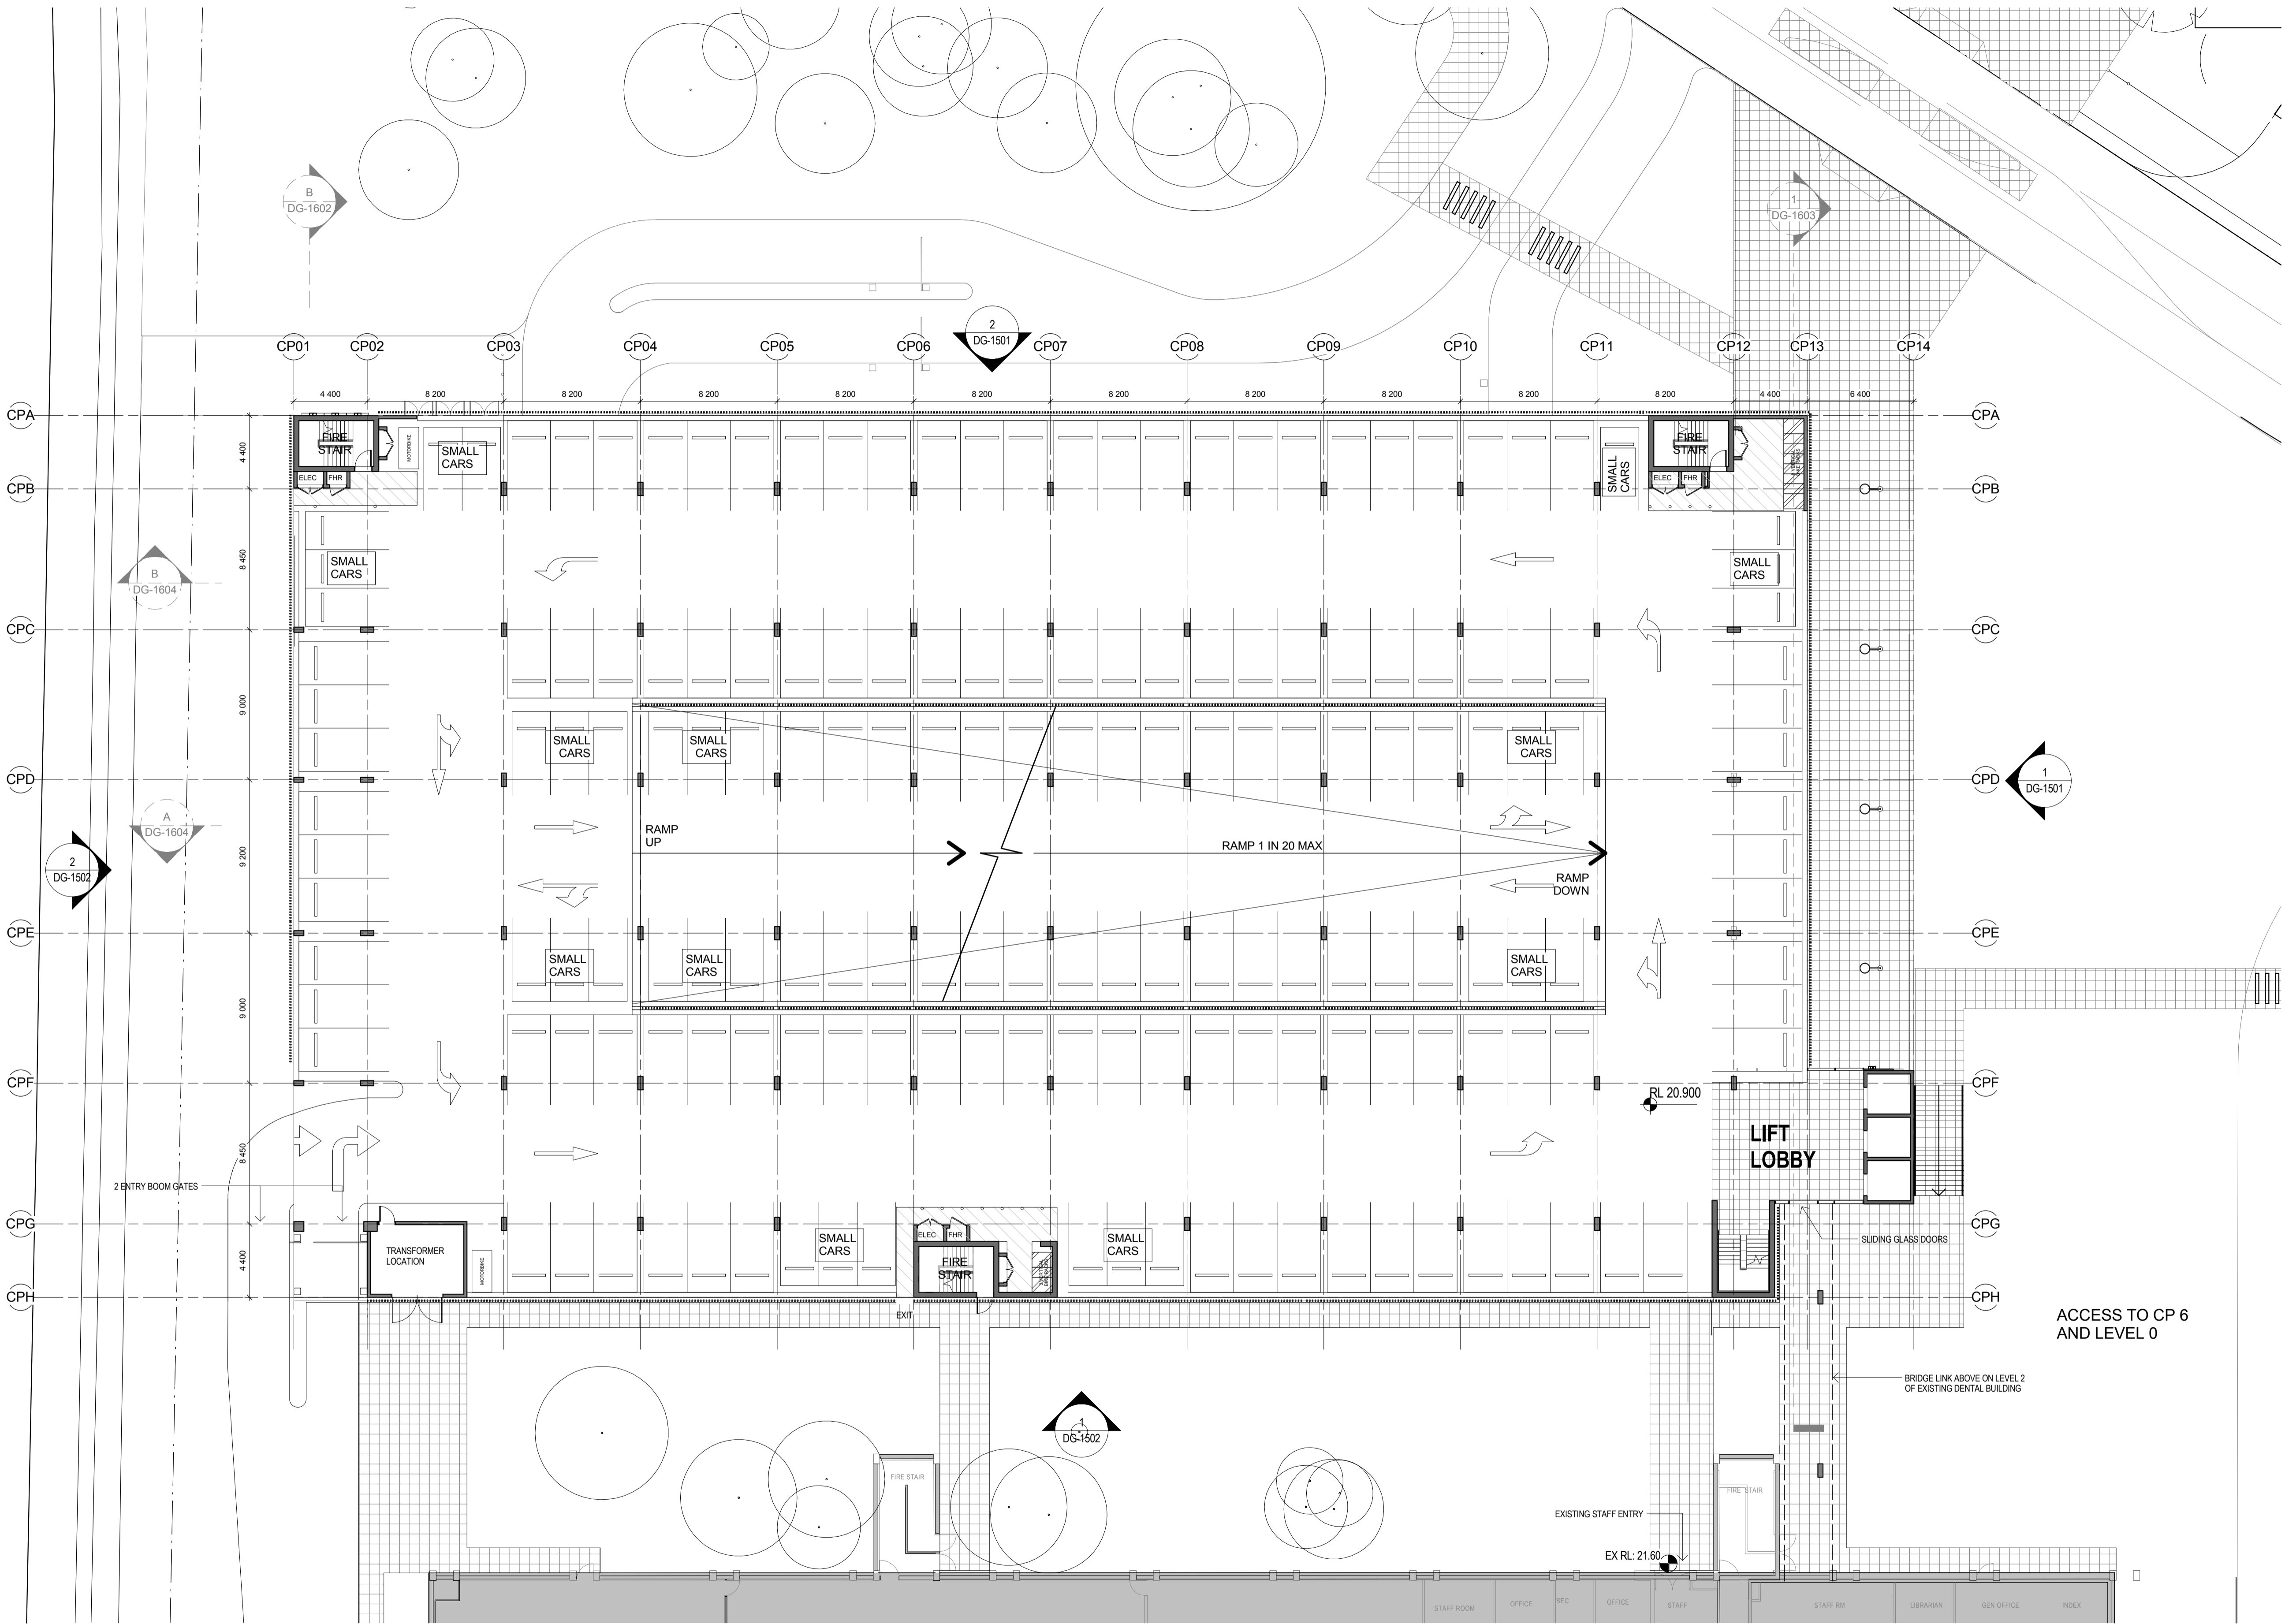 B
DG-1602
1
DG-1603
2
DG-1501
CP01 CP02 CP03 CP04 CP05 CP06 CP07 CP08 CP09 CP10 CP11 CP12 CP13 CP14
4 400 8 200 8 200 8 200 8 200 8 200 8 200 8 200 8 200 8 200 8 200 4 400 6 400
CPA CPA
FIRE
STAIR
MOTORBIKE
SMALL
CARS
SMALL
CARS
FIRE
STAIR
4 400
ELEC FHR
ELEC FHR
CPB CPB
8 450
SMALL
CARS
SMALL
CARS
B
DG-1604
CPC CPC
9 000
SMALL
CARS
SMALL
CARS
SMALL
CARS
CPD CPD
1
DG-1501
A
DG-1604
RAMP
UP
RAMP 1 IN 20 MAX
RAMP
DOWN
9 200
2
DG-1502
CPE CPE
SMALL
CARS
SMALL
CARS
SMALL
CARS
9 000
CPF CPF
RL 20.900
LIFT
LOBBY
8 450
2 ENTRY BOOM GATES
CPG CPG
TRANSFORMER
LOCATION
MOTORBIKE
SMALL
CARS
ELEC FHR
FIRE
STAIR
SMALL
CARS
SLIDING GLASS DOORS
4 400
CPH CPH
EXIT
ACCESS TO CP 6
AND LEVEL 0
BRIDGE LINK ABOVE ON LEVEL 2
OF EXISTING DENTAL BUILDING
1
DG-1502
FIRE STAIR
FIRE STAIR
EXISTING STAFF ENTRY
EX RL: 21.60
STAFF ROOM
OFFICE
SEC
OFFICE
STAFF
STAFF RM
LIBRARIAN
GEN OFFICE
INDEX